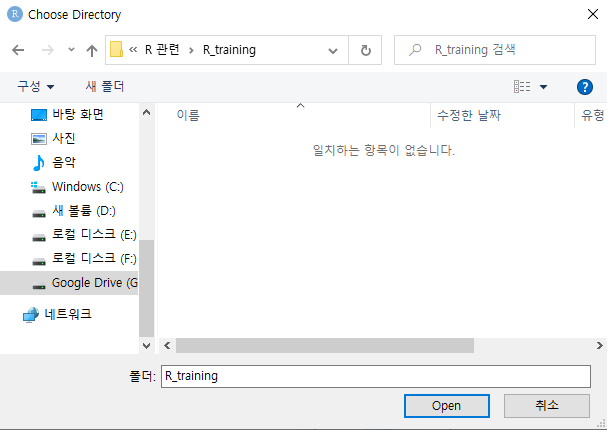 R Choose Directory
« R 관련 › R_training
R_training 검색
구성
새 폴더
바탕 화면
사진
음악
Windows (C:)
새 볼륨 (D:)
로컬 디스크 (E:)
로컬 디스크 (F:)
Google Drive (G
네트워크
이름
수정한 날짜
유형
일치하는 항목이 없습니다.
폴더: R_training
Open
취소